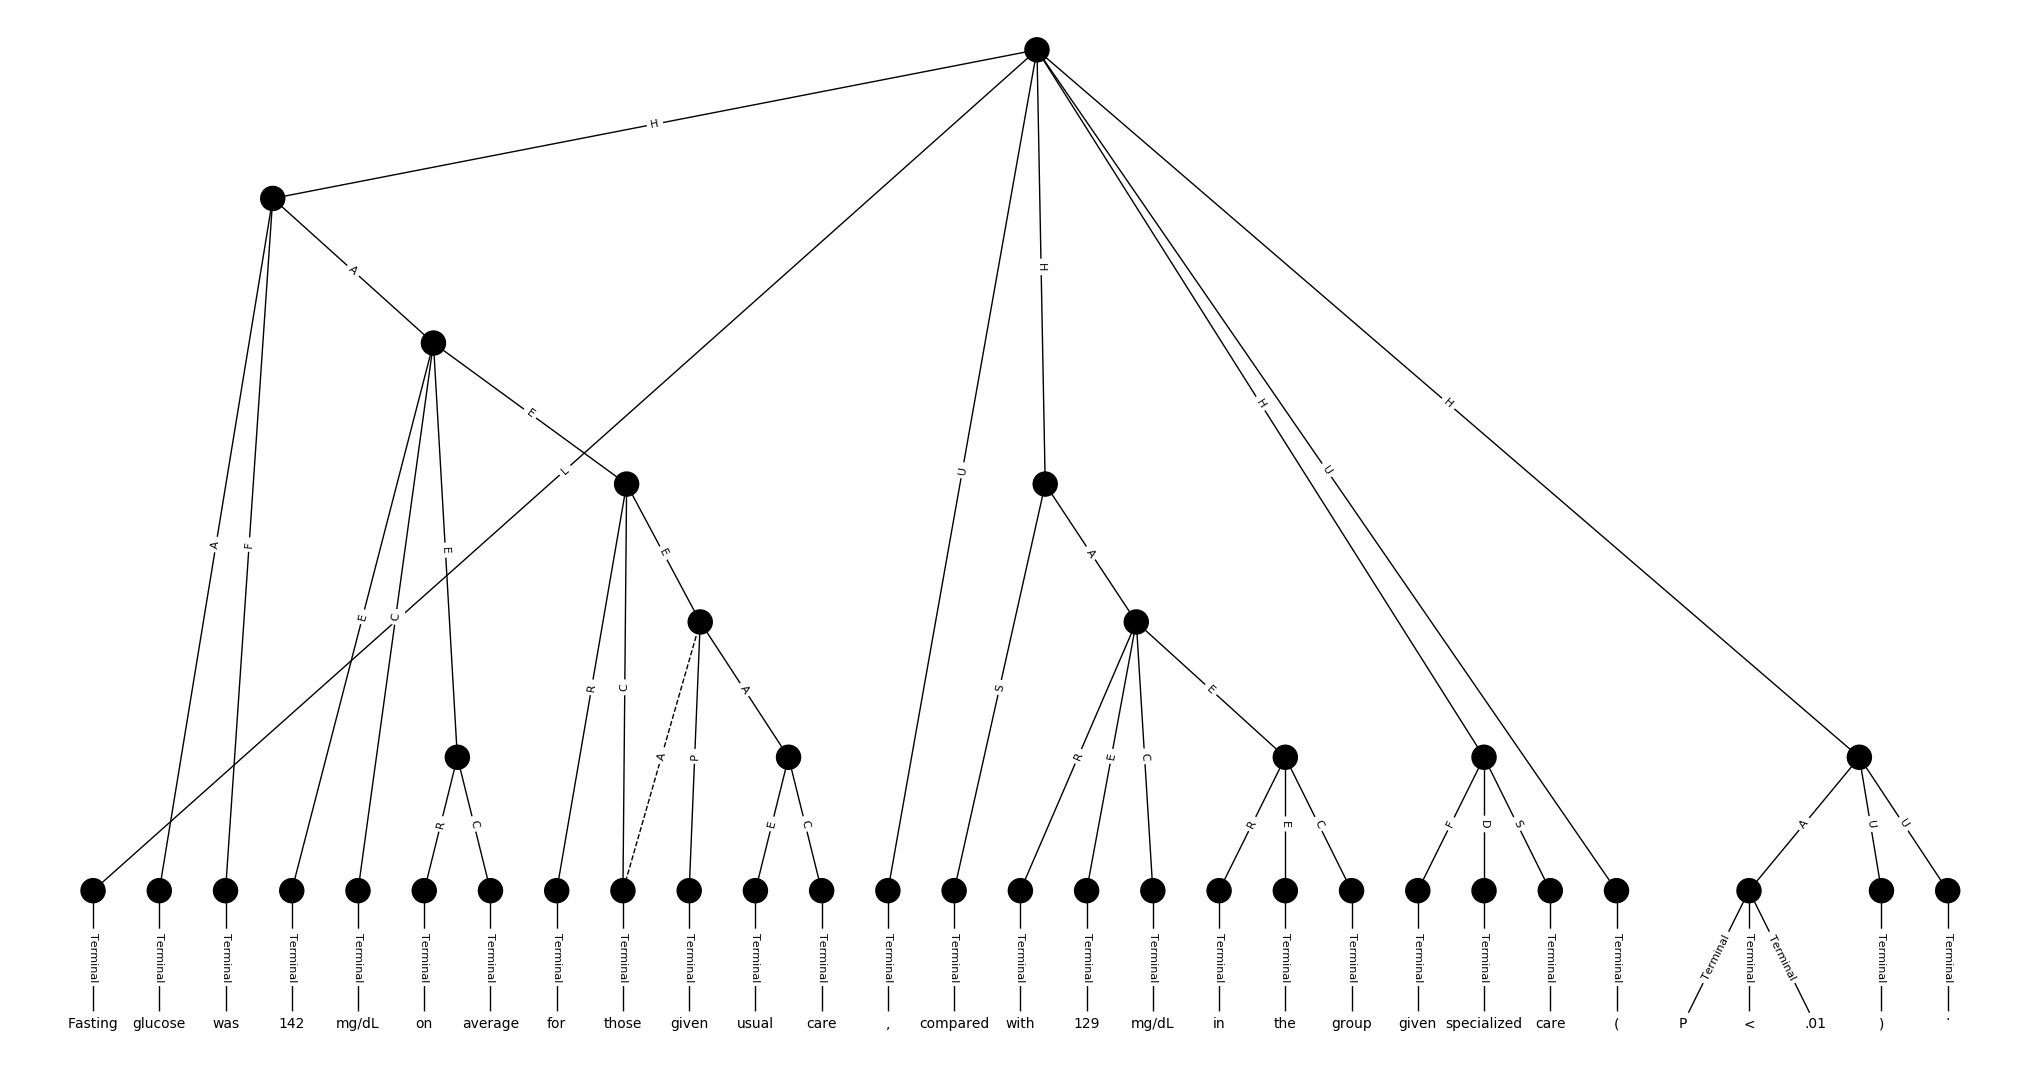 H
A
E
L
A
F
E
C
E
R
C
E
R
C
A
P
A
E
C
U
H
S
A
R
E
C
E
R
E
C
H
U
F
D
S
H
A
U
U
Terminal Terminal Terminal Terminal Terminal Terminal Terminal Terminal Terminal Terminal Terminal Terminal Terminal Terminal Terminal Terminal Terminal Terminal Terminal Terminal Terminal Terminal Terminal Terminal Terminal Terminal Terminal Terminal Terminal
Fasting glucose was 142 mg/dL on average for those given usual care , compared with 129 mg/dL in the group given specialized care ( P < .01 ) .